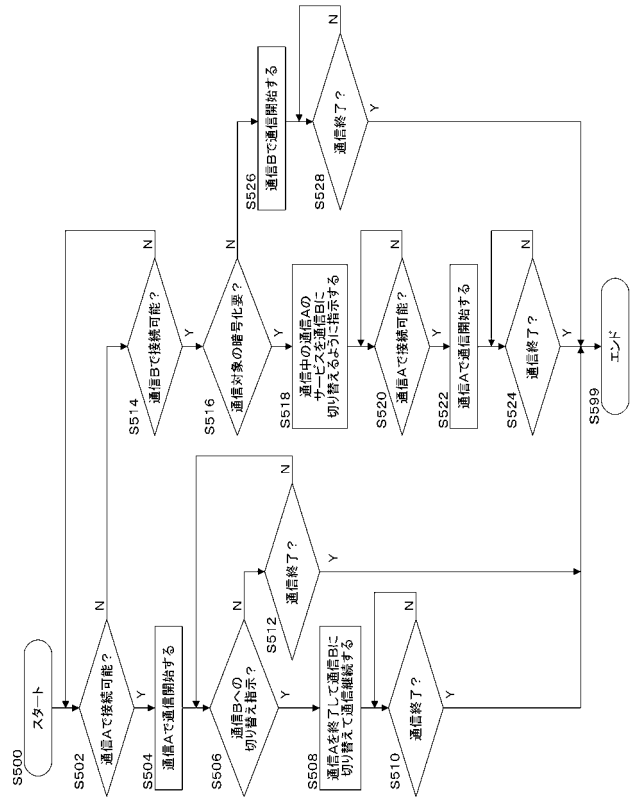 S500
スタート
S502
通信Aで接続可能？
N
Y
S504
通信Aで通信開始する
S506
通信Bへの
切り替え指示？
N
Y
S508
通信Aを終了して通信Bに
切り替えて通信継続する
S510
通信終了？
N
Y
S512
通信終了？
N
Y
S514
通信Bで接続可能？
N
Y
S516
通信対象の暗号化要？
N
Y
S518
通信中の通信Aの
サービスを通信Bに
切り替えるように指示する
S520
通信Aで接続可能？
N
Y
S522
通信Aで通信開始する
S524
通信終了？
N
Y
S526
通信Bで通信開始する
S528
通信終了？
N
Y
S599
エンド